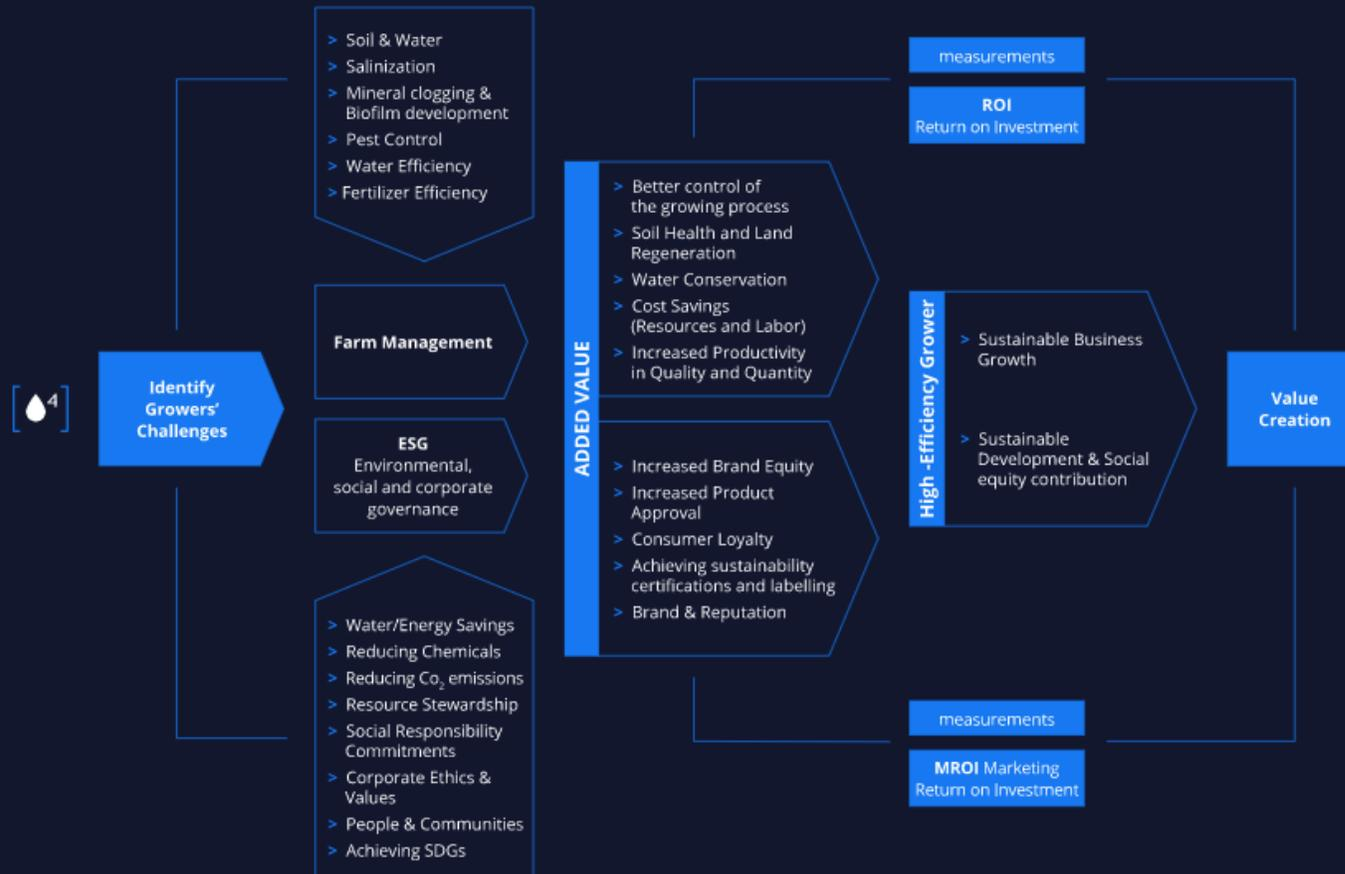 4
Identify
Growers’
Challenges
> Soil & Water
> Salinization
> Mineral clogging &
Biofilm development
> Pest Control
> Water Efficiency
> Fertilizer Efficiency
Farm Management
ESG
Environmental,
social and corporate
governance
> Water/Energy Savings
> Reducing Chemicals
> Reducing Co₂ emissions
> Resource Stewardship
> Social Responsibility
Commitments
> Corporate Ethics &
Values
> People & Communities
> Achieving SDGs
ADDED VALUE
> Better control of
the growing process
> Soil Health and Land
Regeneration
> Water Conservation
> Cost Savings
(Resources and Labor)
> Increased Productivity
in Quality and Quantity
> Increased Brand Equity
> Increased Product
Approval
> Consumer Loyalty
> Achieving sustainability
certifications and labelling
> Brand & Reputation
measurements
ROI
Return on Investment
High -Efficiency Grower
> Sustainable Business
Growth
> Sustainable
Development & Social
equity contribution
measurements
MROI Marketing
Return on Investment
Value
Creation